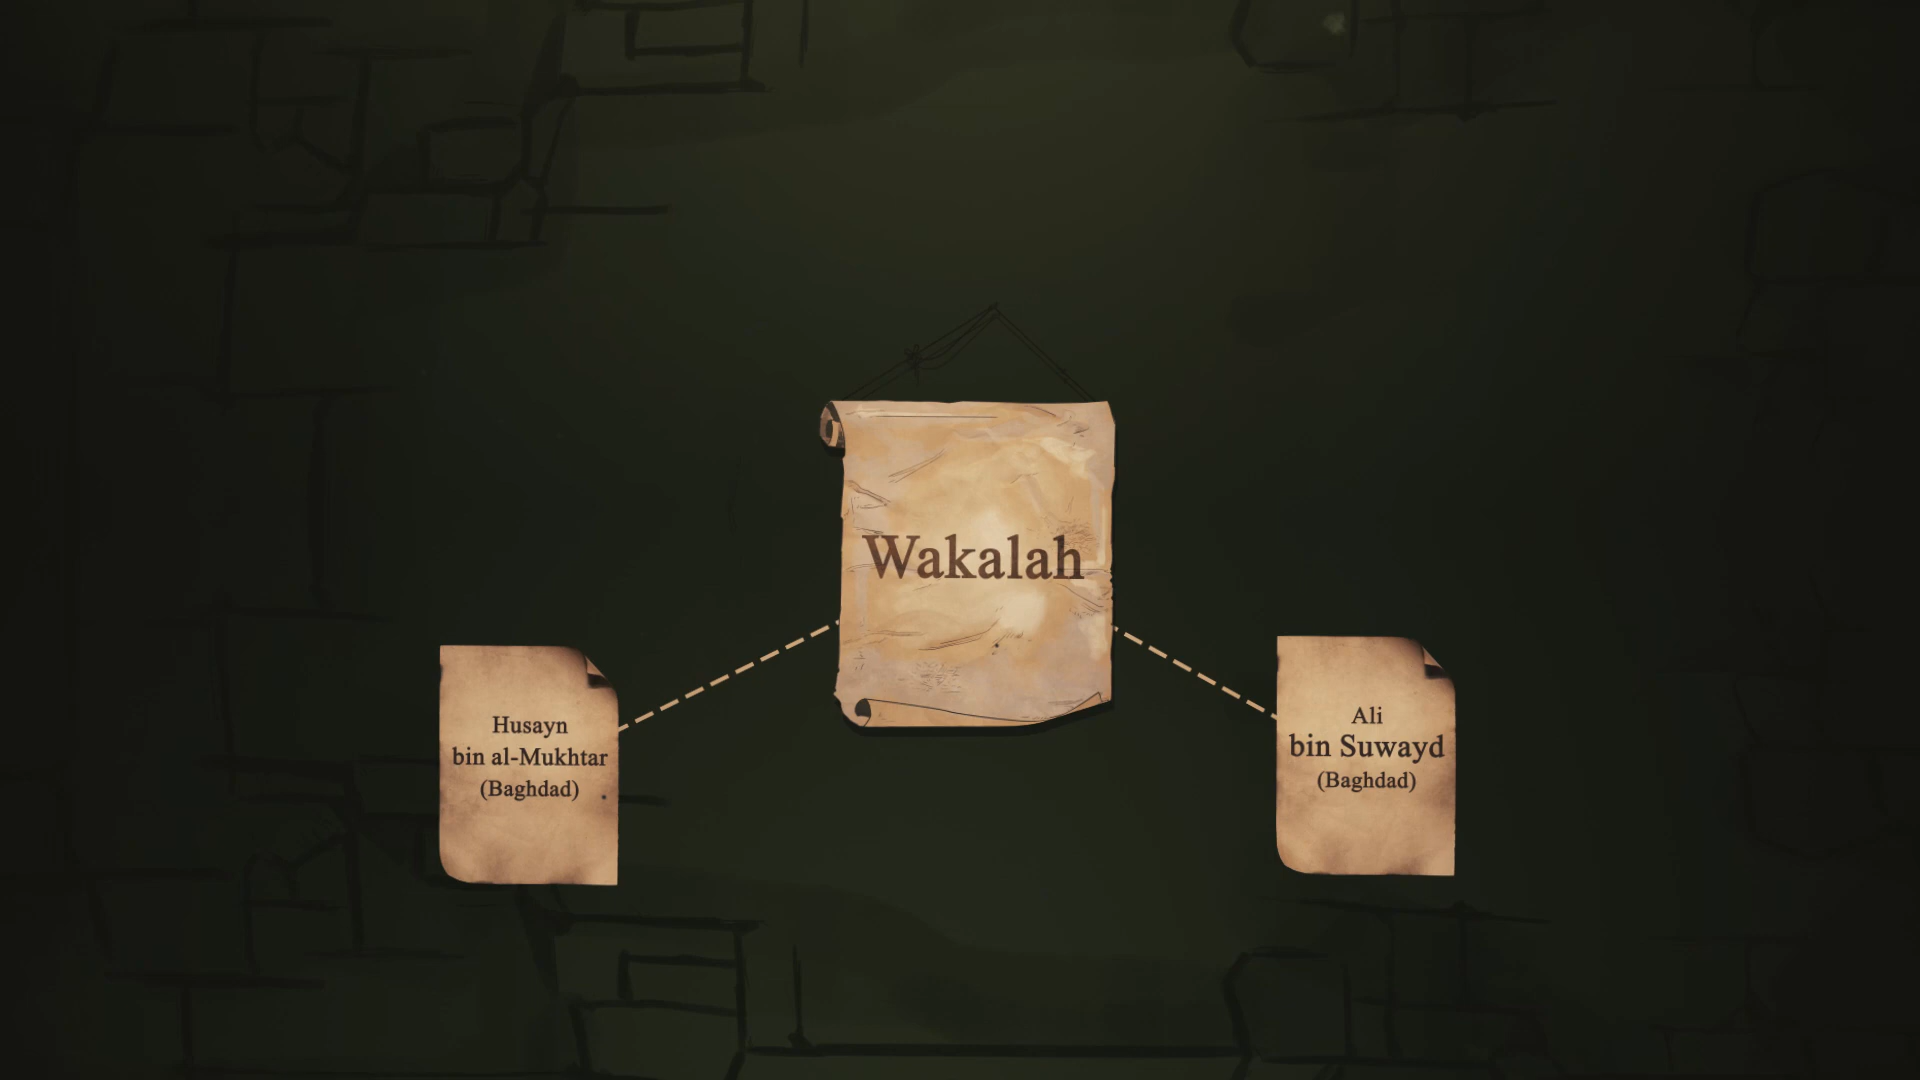 Wakalah
Husayn
bin al-Mukhtar
(Baghdad)
Ali
bin Suwayd
(Baghdad)